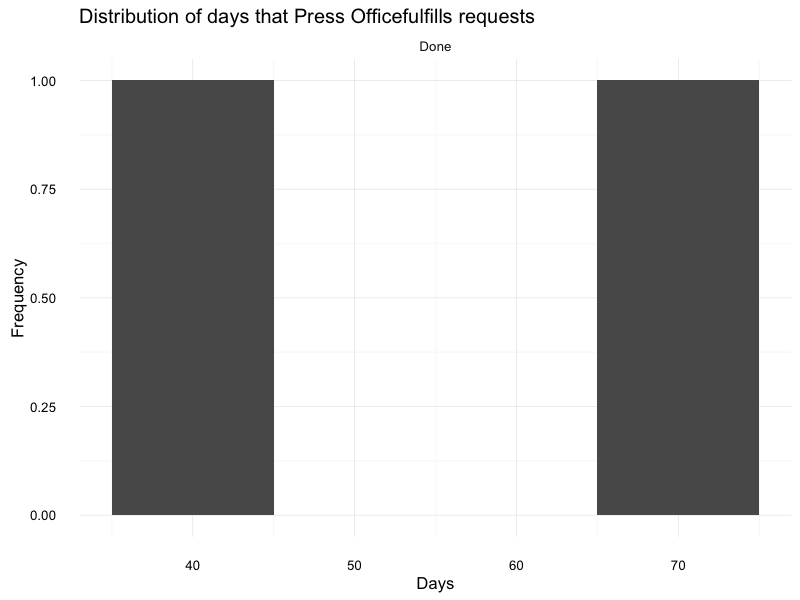 Distribution of days that Press Officefulfills requests
Done
1.00
0.75
0.50
0.25
0.00
Frequency
40 50 60 70
Days